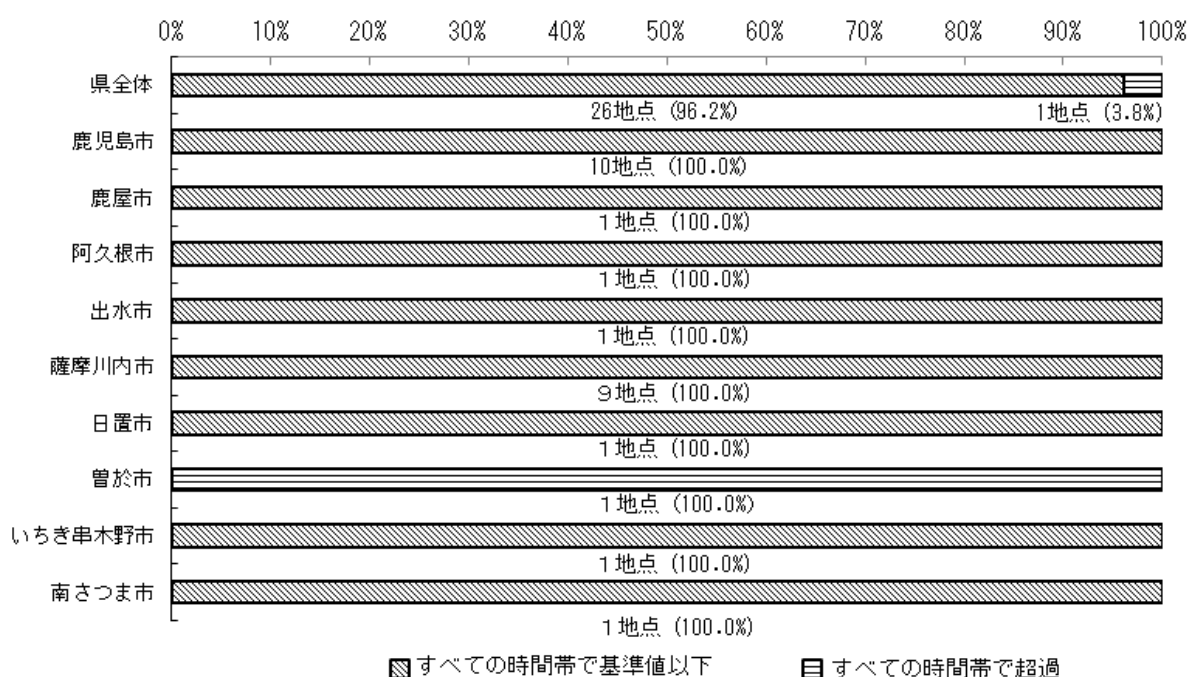 0% 10% 20% 30% 40% 50% 60% 70% 80% 90% 100%
県全体
26地点 (96.2%) 1地点 (3.8%)
鹿児島市
10地点 (100.0%)
鹿屋市
1地点 (100.0%)
阿久根市
1地点 (100.0%)
出水市
1地点 (100.0%)
薩摩川内市
9地点 (100.0%)
日置市
1地点 (100.0%)
曽於市
1地点 (100.0%)
いちき串木野市
1地点 (100.0%)
南さつま市
1地点 (100.0%)
すべての時間帯で基準値以下 すべての時間帯で超過